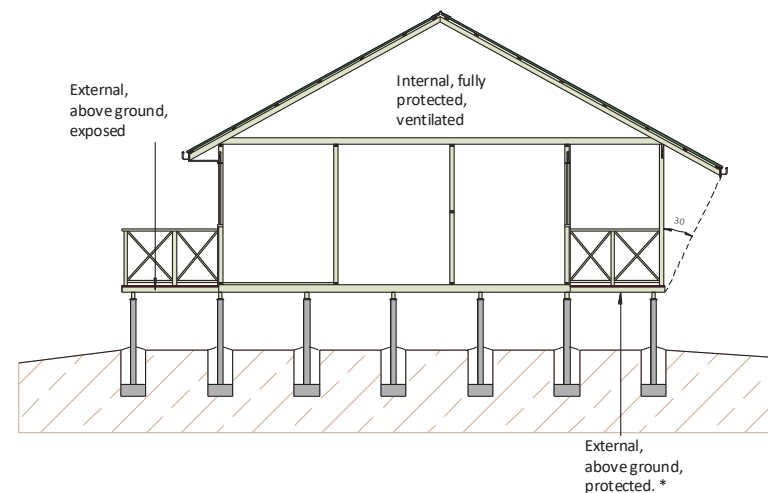 External,
above ground,
exposed
Internal, fully
protected,
ventilated
30
External,
above ground,
protected. *